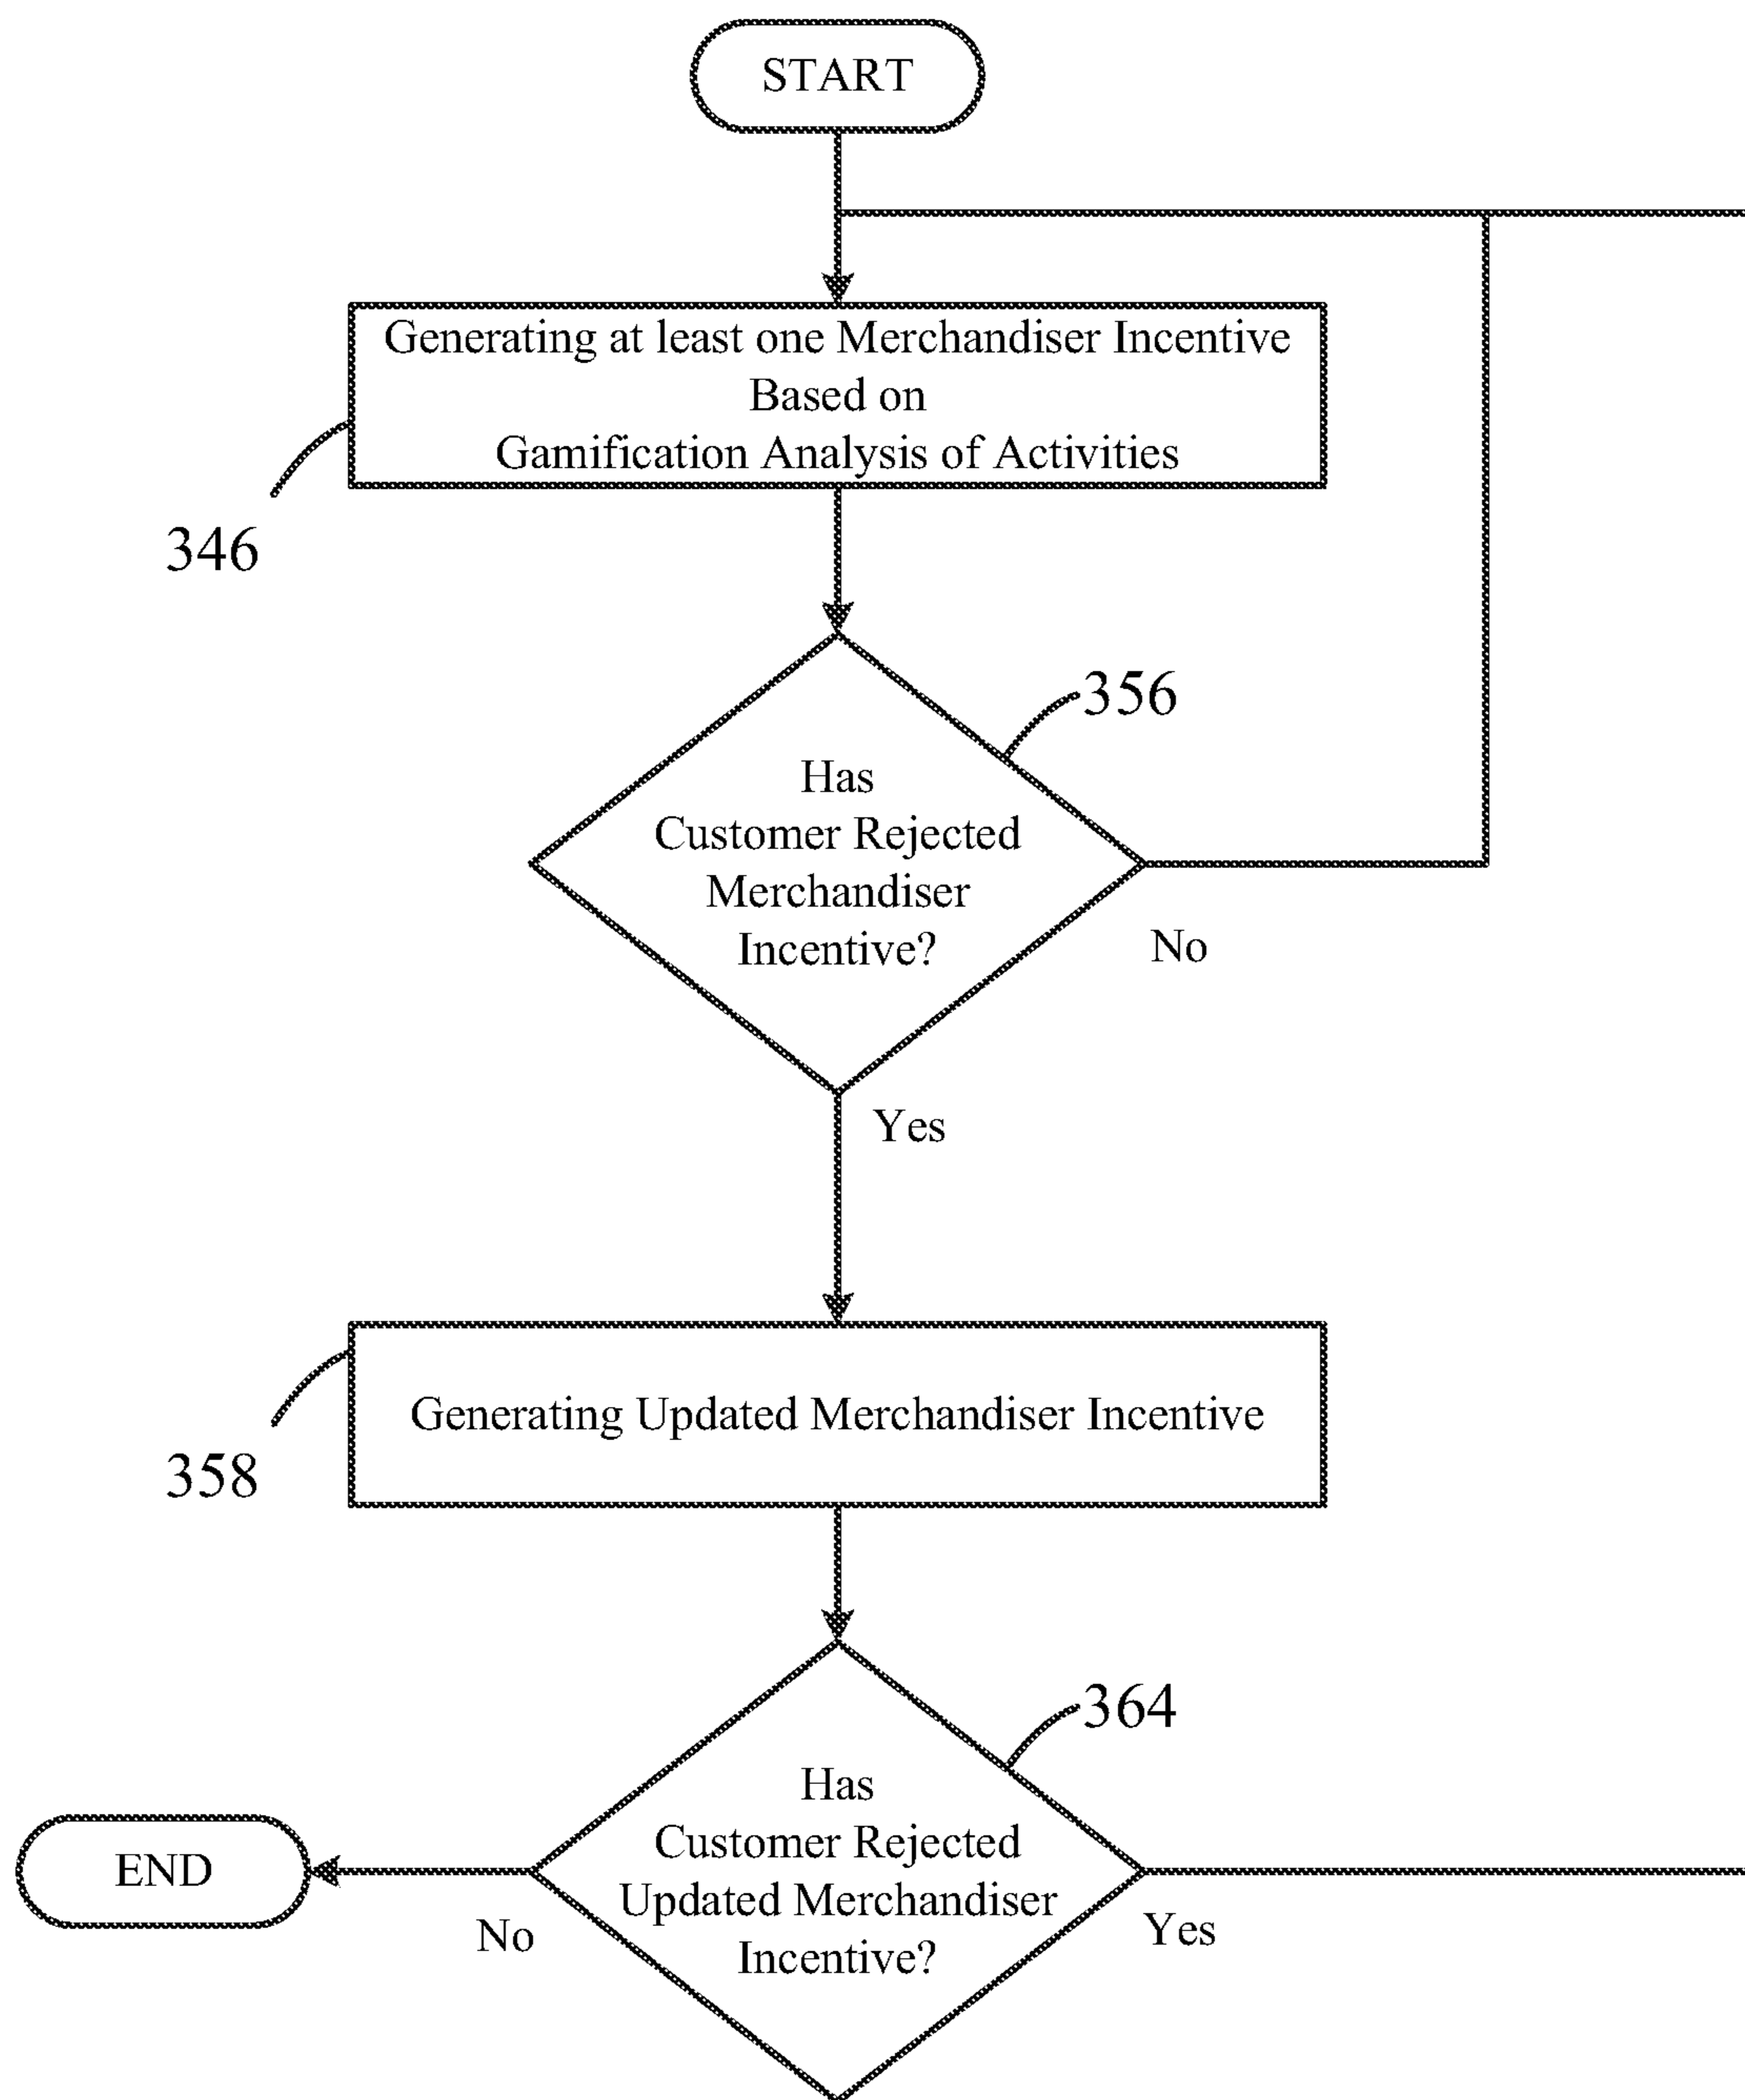 START
Generating at least one Merchandiser Incentive
Based on
Gamification Analysis of Activities
346
356
Has
Customer Rejected
Merchandiser
Incentive?
No
Yes
Generating Updated Merchandiser Incentive
358
364
Has
Customer Rejected
Updated Merchandiser
Incentive?
END
No
Yes